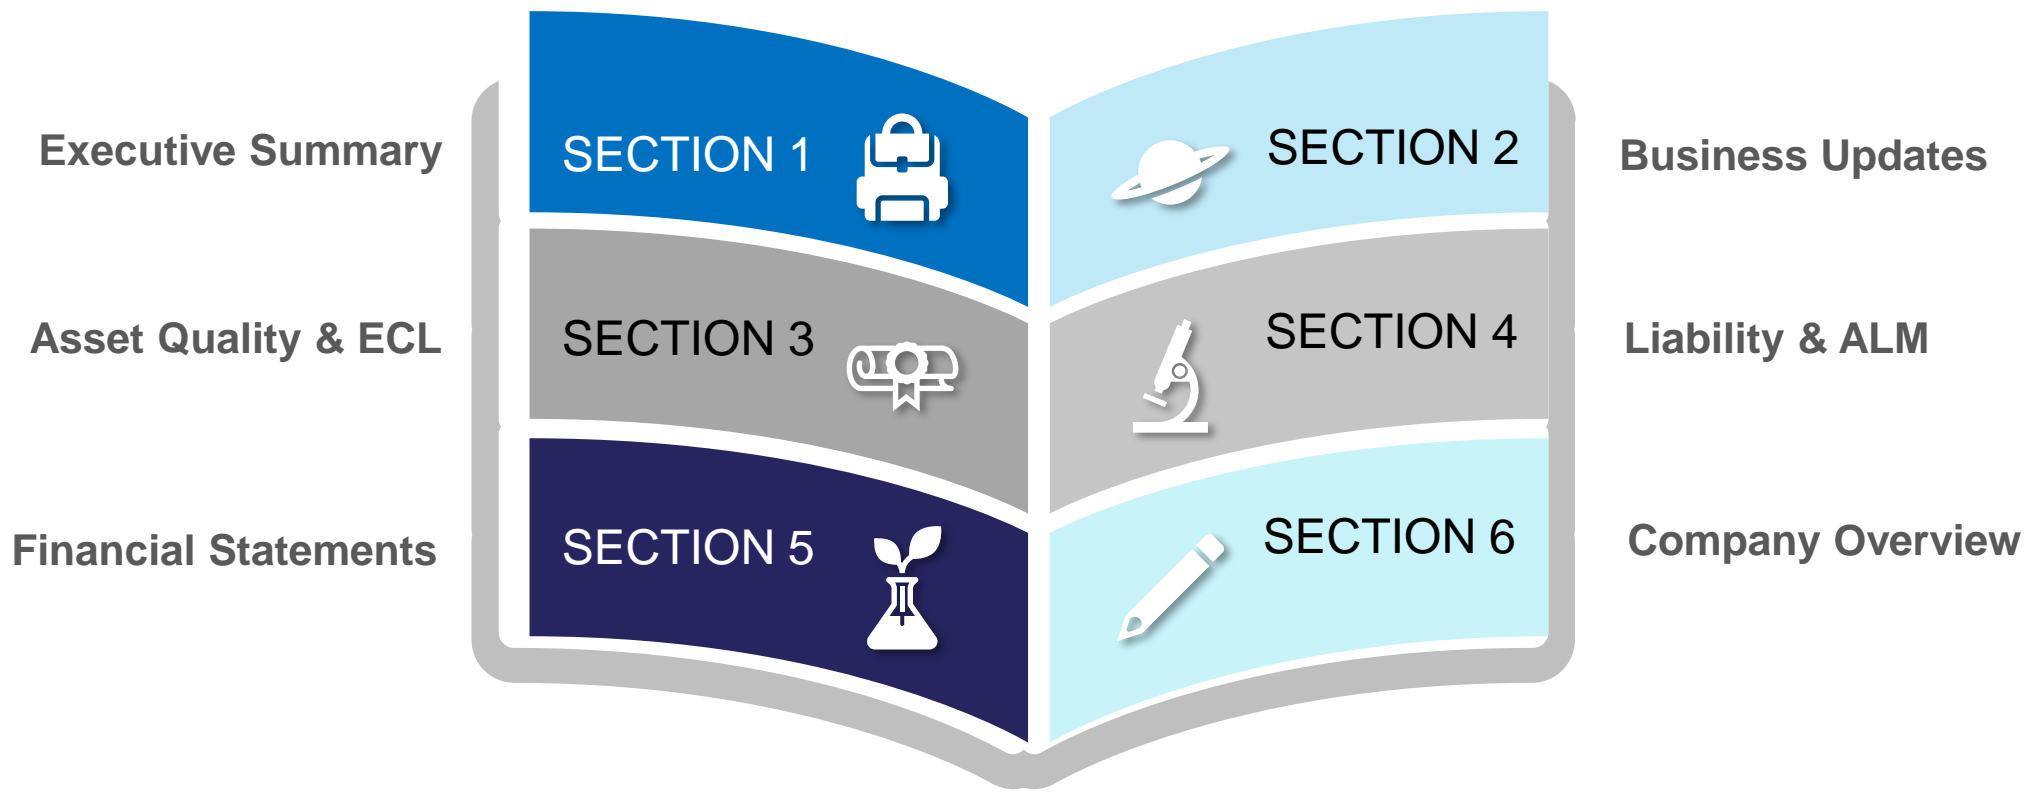 Executive Summary
SECTION 1
SECTION 2
Business Updates
Asset Quality & ECL
SECTION 3
SECTION 4
Liability & ALM
Financial Statements
SECTION 5
SECTION 6
Company Overview